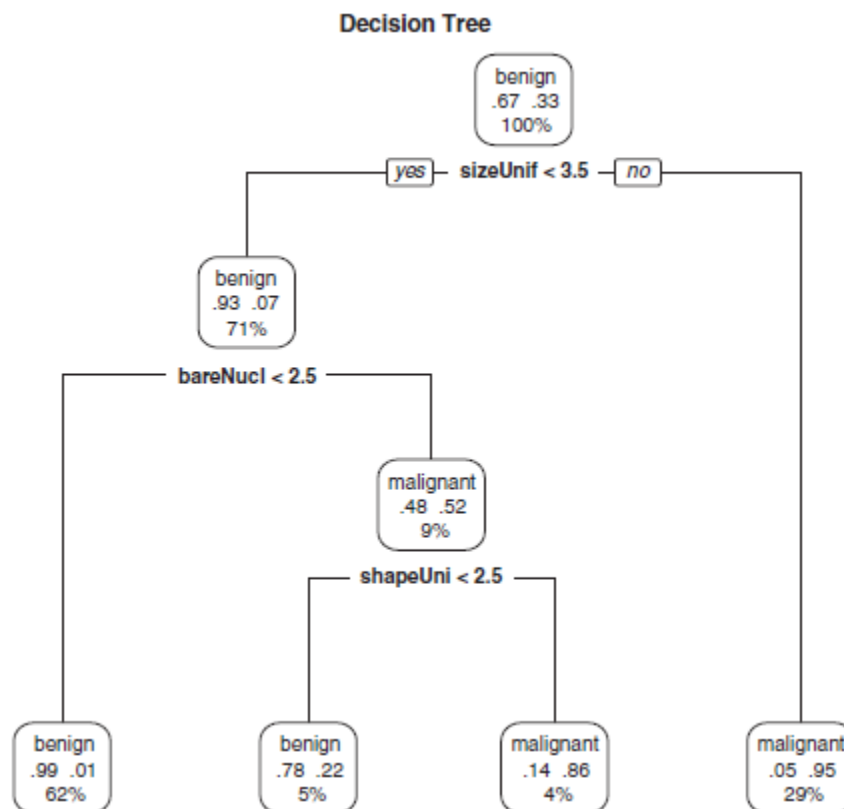 Decision Tree
benign
.67 .33
100%
yes sizeUnif < 3.5 no
benign
.93 .07
71%
bareNucl < 2.5
malignant
.48 .52
9%
shapeUni < 2.5
benign
.99 .01
62%
benign
.78 .22
5%
malignant
.14 .86
4%
malignant
.05 .95
29%